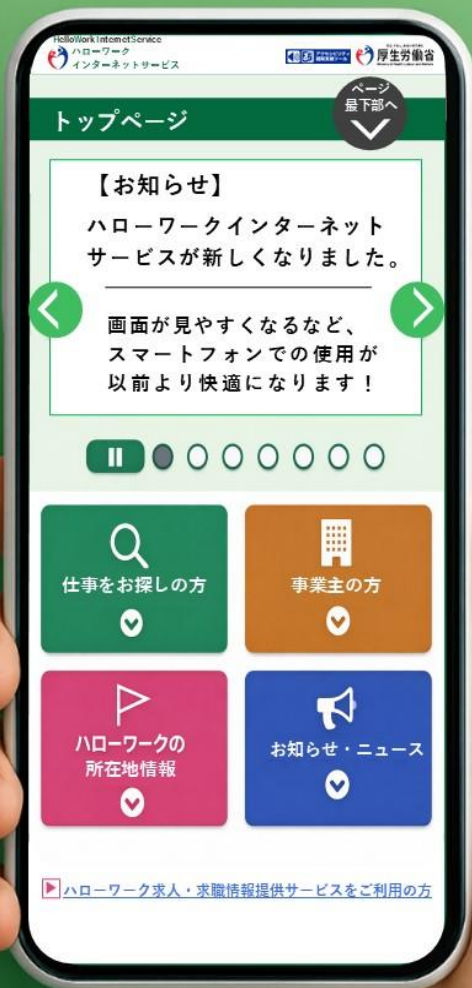 HelloWork Internet Service
ハローワーク
インターネットサービス
厚生労働省
ページ
最下部へ
トップページ
【お知らせ】
ハローワークインターネット
サービスが新しくなりました。
画面が見やすくなるなど、
スマートフォンでの使用が
以前より快適になります！
仕事をお探しの方
事業主の方
ハローワークの
所在地情報
お知らせ・ニュース
ハローワーク求人・求職情報提供サービスをご利用の方